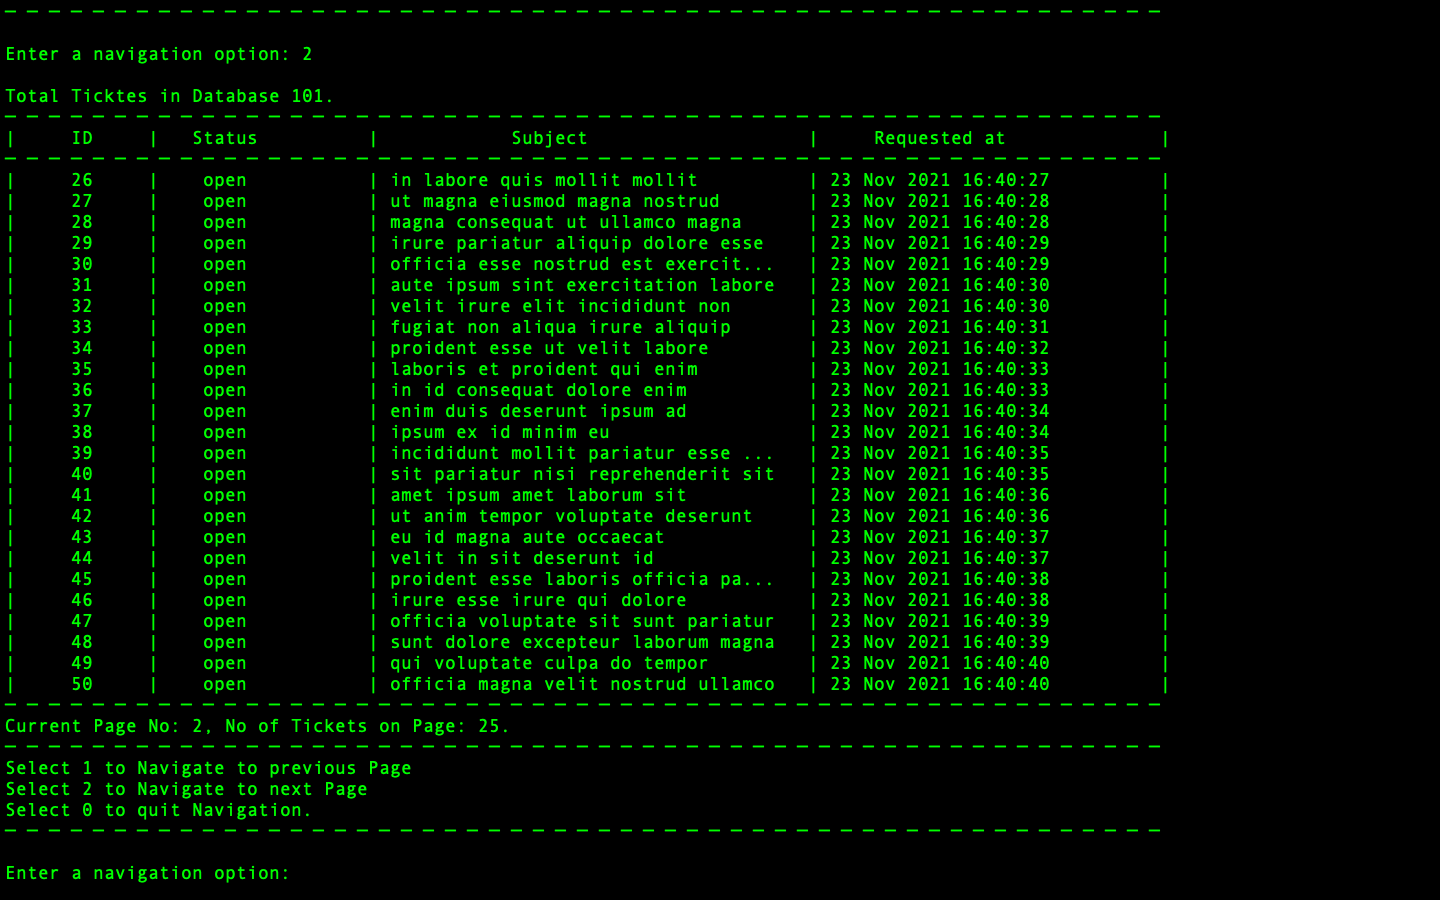 Enter a navigation option: 2
Total Ticktes in Database 101.
| ID | Status | Subject | Requested at |
| 26 | open | in labore quis mollit mollit | 23 Nov 2021 16:40:27 |
| 27 | open | ut magna eiusmod magna nostrud | 23 Nov 2021 16:40:28 |
| 28 | open | magna consequat ut ullamco magna | 23 Nov 2021 16:40:28 |
| 29 | open | irure pariatur aliquip dolore esse | 23 Nov 2021 16:40:29 |
| 30 | open | officia esse nostrud est exercit... | 23 Nov 2021 16:40:29 |
| 31 | open | aute ipsum sint exercitation labore | 23 Nov 2021 16:40:30 |
| 32 | open | velit irure elit incididunt non | 23 Nov 2021 16:40:30 |
| 33 | open | fugiat non aliqua irure aliquip | 23 Nov 2021 16:40:31 |
| 34 | open | proident esse ut velit labore | 23 Nov 2021 16:40:32 |
| 35 | open | laboris et proident qui enim | 23 Nov 2021 16:40:33 |
| 36 | open | in id consequat dolore enim | 23 Nov 2021 16:40:33 |
| 37 | open | enim duis deserunt ipsum ad | 23 Nov 2021 16:40:34 |
| 38 | open | ipsum ex id minim eu | 23 Nov 2021 16:40:34 |
| 39 | open | incididunt mollit pariatur esse ... | 23 Nov 2021 16:40:35 |
| 40 | open | sit pariatur nisi reprehenderit sit | 23 Nov 2021 16:40:35 |
| 41 | open | amet ipsum amet laborum sit | 23 Nov 2021 16:40:36 |
| 42 | open | ut anim tempor voluptate deserunt | 23 Nov 2021 16:40:36 |
| 43 | open | eu id magna aute occaecat | 23 Nov 2021 16:40:37 |
| 44 | open | velit in sit deserunt id | 23 Nov 2021 16:40:37 |
| 45 | open | proident esse laboris officia pa... | 23 Nov 2021 16:40:38 |
| 46 | open | irure esse irure qui dolore | 23 Nov 2021 16:40:38 |
| 47 | open | officia voluptate sit sunt pariatur | 23 Nov 2021 16:40:39 |
| 48 | open | sunt dolore excepteur laborum magna | 23 Nov 2021 16:40:39 |
| 49 | open | qui voluptate culpa do tempor | 23 Nov 2021 16:40:40 |
| 50 | open | officia magna velit nostrud ullamco | 23 Nov 2021 16:40:40 |
Current Page No: 2, No of Tickets on Page: 25.
Select 1 to Navigate to previous Page
Select 2 to Navigate to next Page
Select 0 to quit Navigation.
Enter a navigation option: